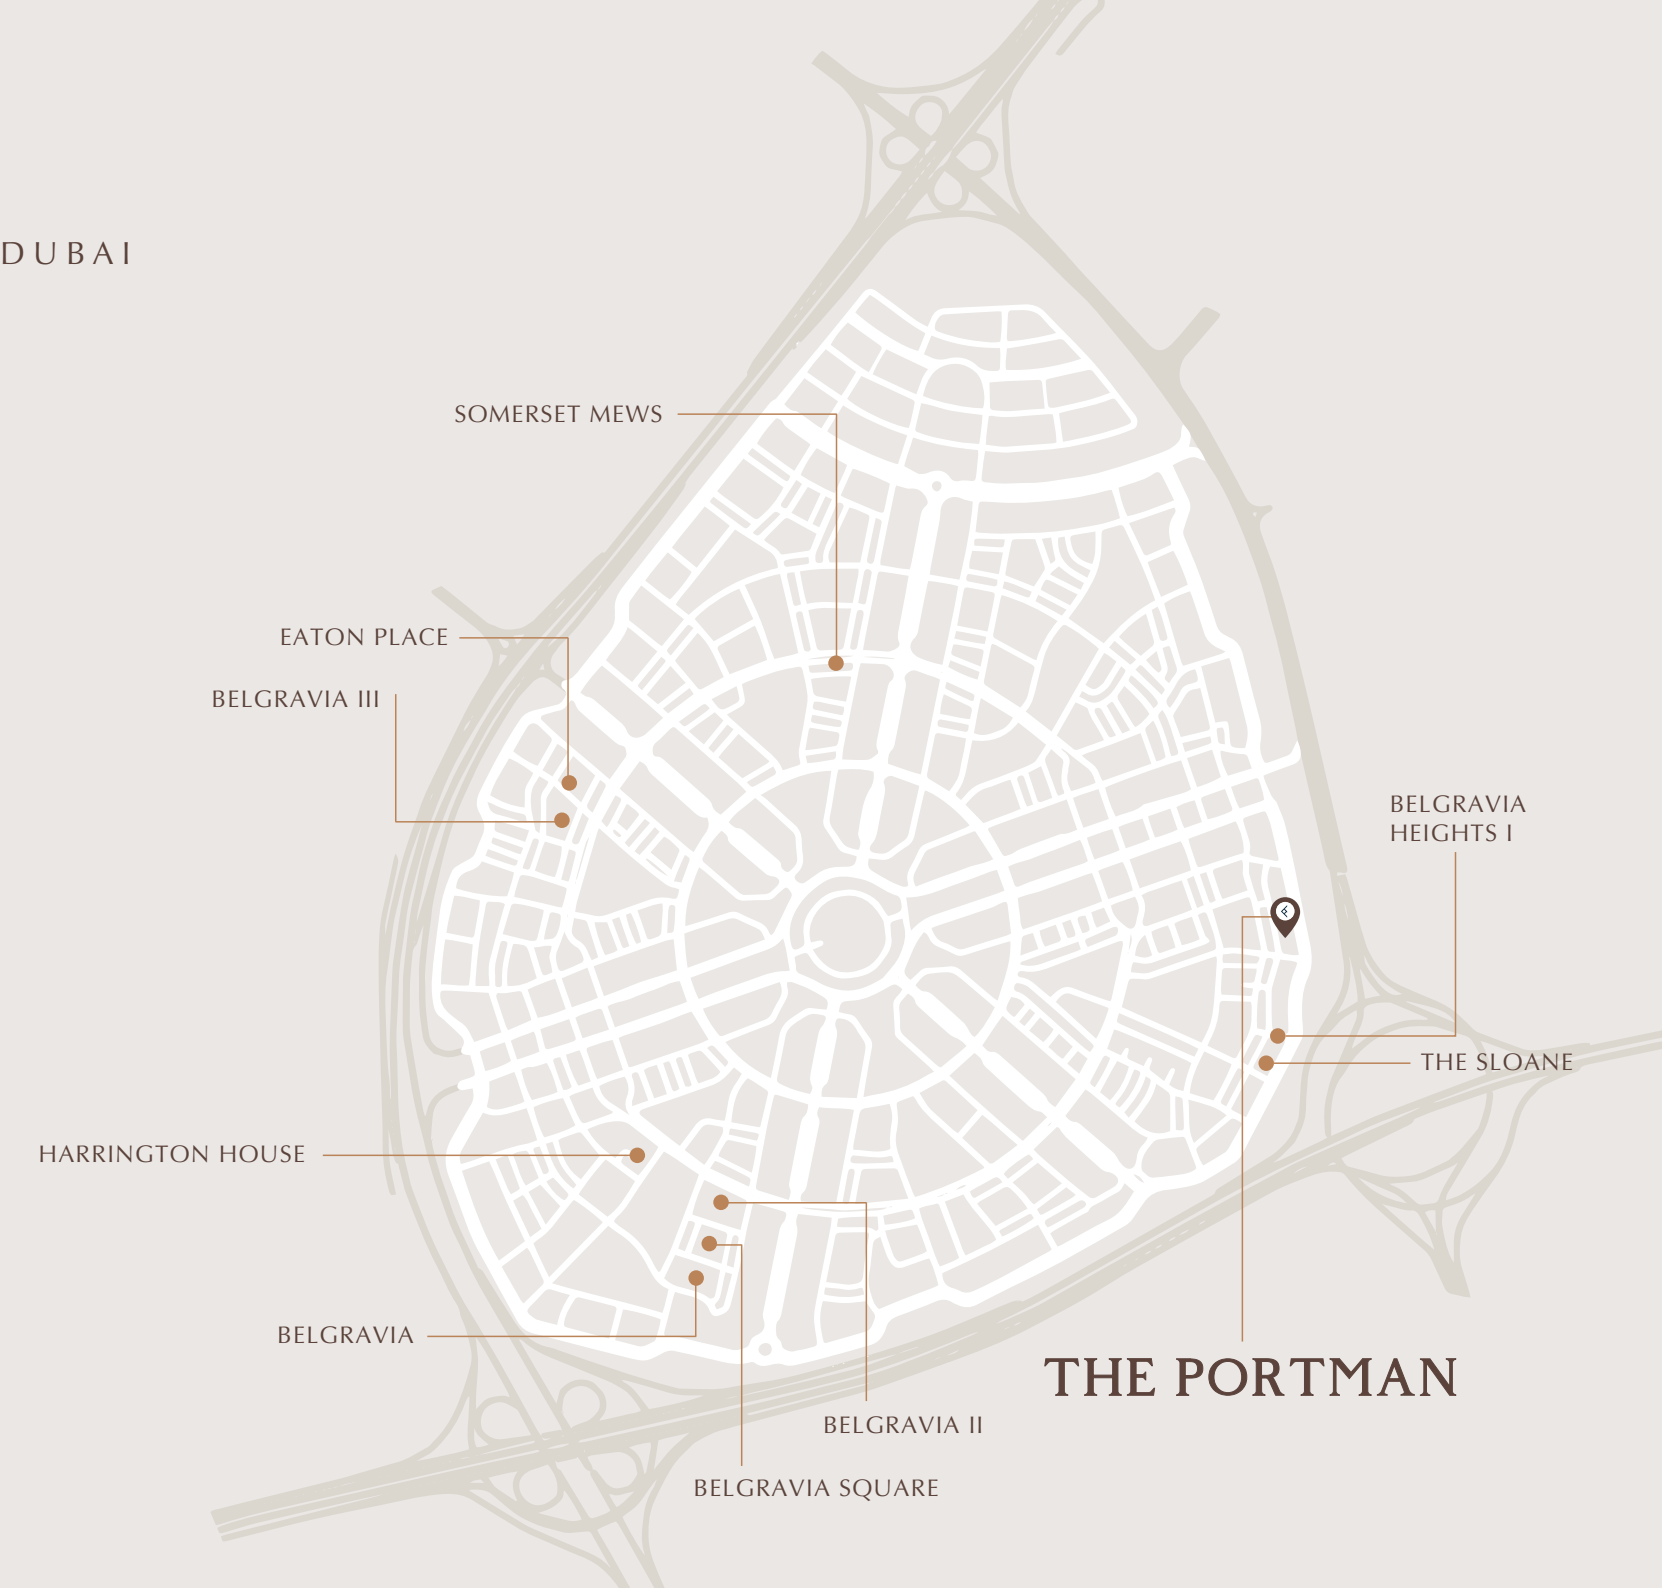 DUBAI
SOMERSET MEWS
EATON PLACE
BELGRAVIA III
BELGRAVIA
HEIGHTS I
THE SLOANE
HARRINGTON HOUSE
BELGRAVIA
THE PORTMAN
BELGRAVIA II
BELGRAVIA SQUARE